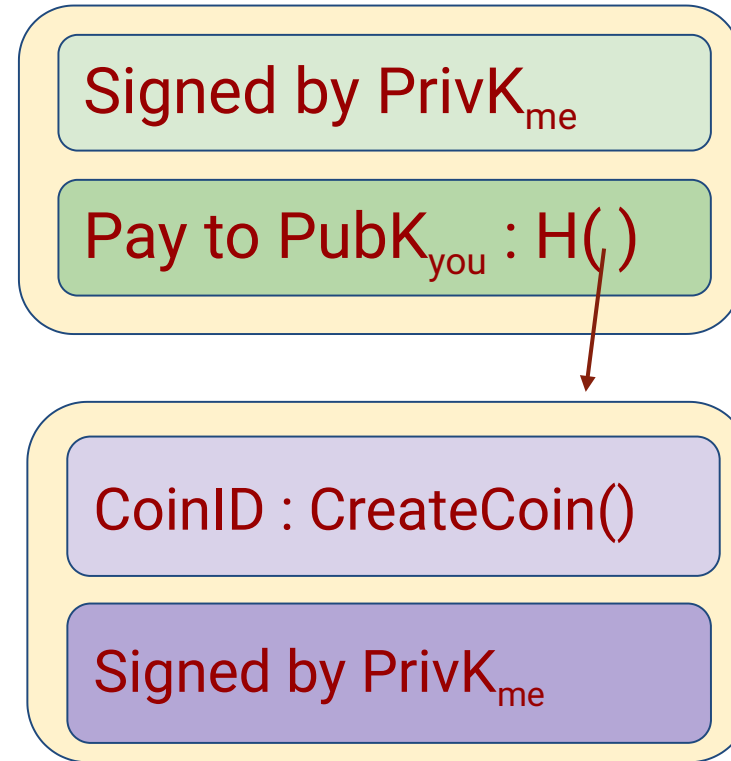 Signed by PrivKme
Pay to PubKyou : H( )
CoinID : CreateCoin()
Signed by PrivKme